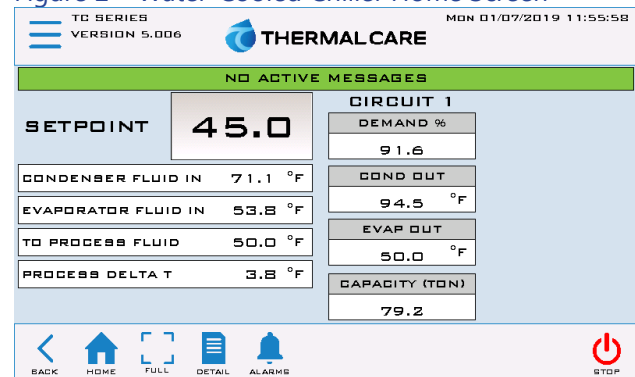 Figure 2 – Water-Cooled Chiller Home Screen
TC SERIES
VERSION 5.006
THERMALCARE
MON 01/07/2019 11:55:58
NO ACTIVE MESSAGES
SETPOINT 45.0
CONDENSER FLUID IN 71.1 °F
EVAPORATOR FLUID IN 53.8 °F
TO PROCESS FLUID 50.0 °F
PROCESS DELTA T 3.8 °F
CIRCUIT 1
DEMAND %
91.6
COND OUT
94.5 °F
EVAP OUT
50.0 °F
CAPACITY (TON)
79.2
BACK HOME FULL DETAIL ALARMS STOP